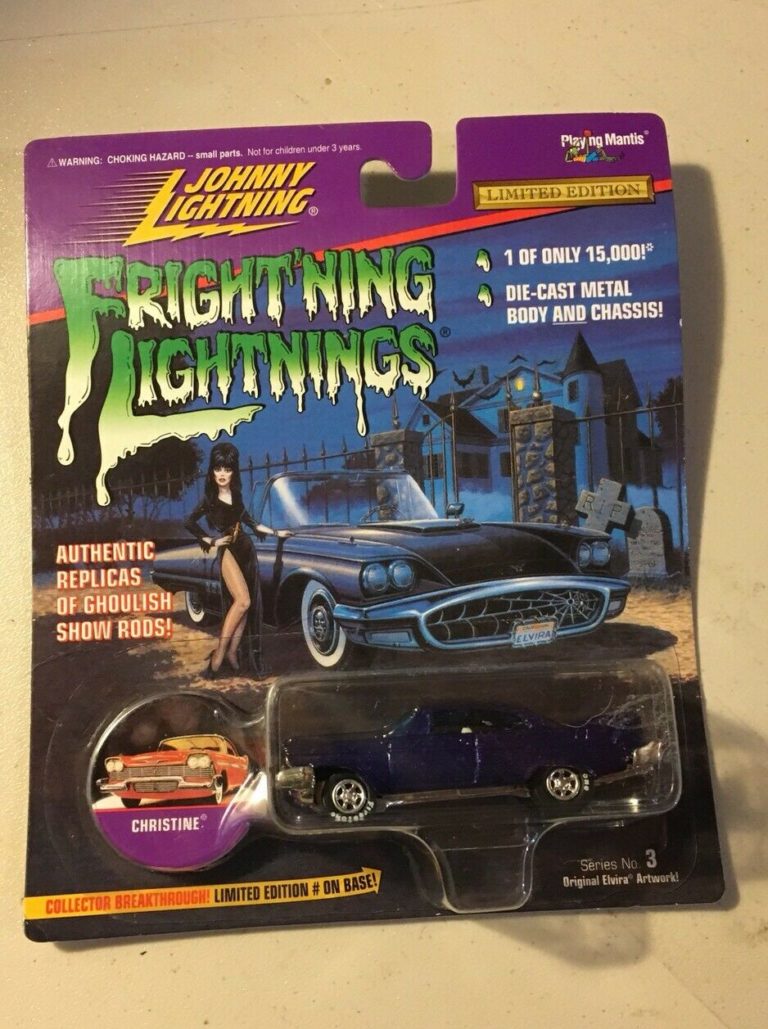 ⚠ WARNING: CHOKING HAZARD -- small parts. Not for children under 3 years.
Playing Mantis®
JOHNNY
LIGHTNING®
LIMITED EDITION
FRIGHT'NING
LIGHTNINGS®
1 OF ONLY 15,000!*
DIE-CAST METAL
BODY AND CHASSIS!
R.I.P.
AUTHENTIC
REPLICAS
OF GHOULISH
SHOW RODS!
CALIFORNIA
ELVIRA
Firestone
CHRISTINE®
Series No. 3
Original Elvira® Artwork!
COLLECTOR BREAKTHROUGH! LIMITED EDITION # ON BASE!